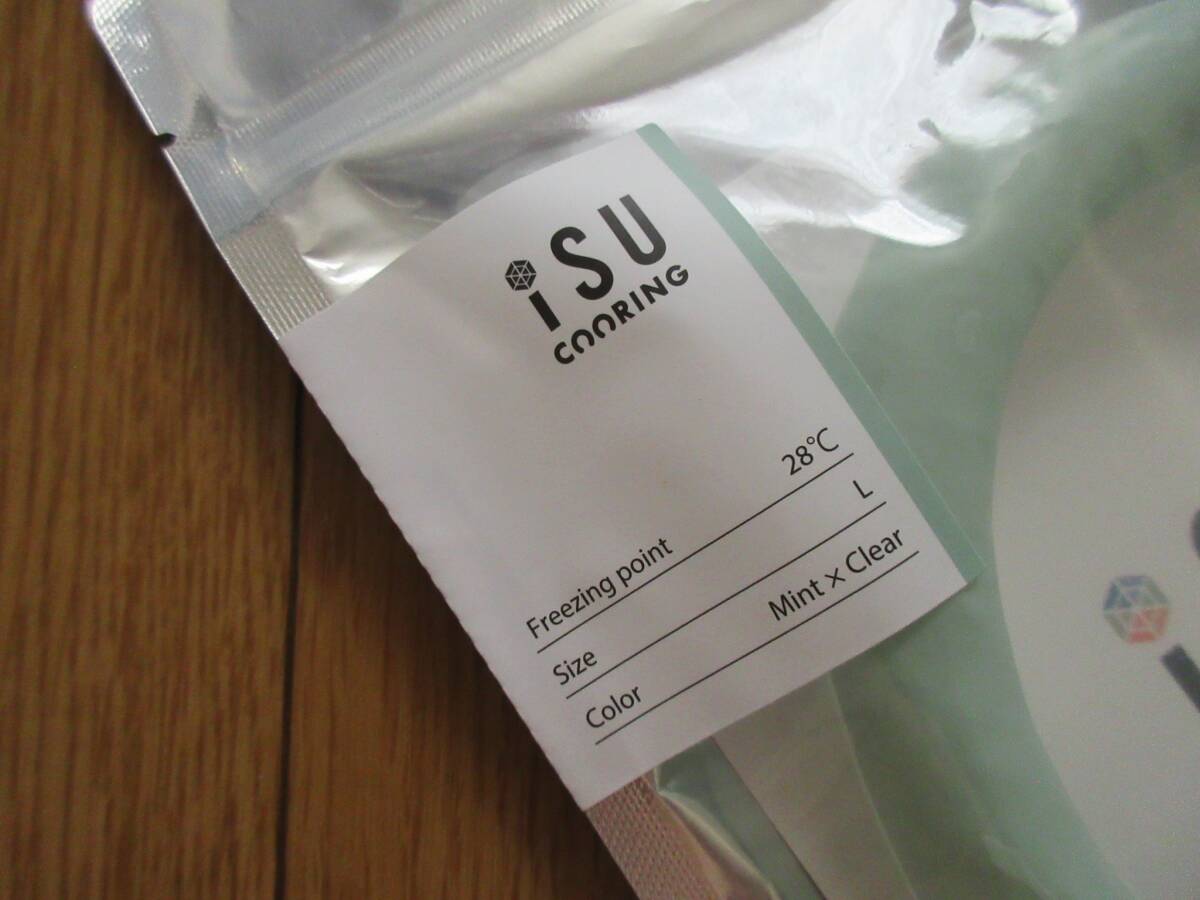 iSU
COORING
Freezing point 28℃
Size L
Color Mint × Clear